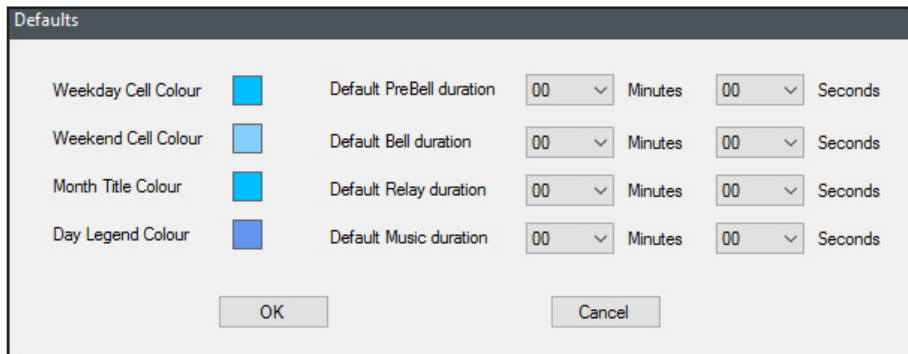 Defaults
Weekday Cell Colour Default PreBell duration 00 Minutes 00 Seconds
Weekend Cell Colour Default Bell duration 00 Minutes 00 Seconds
Month Title Colour Default Relay duration 00 Minutes 00 Seconds
Day Legend Colour Default Music duration 00 Minutes 00 Seconds
OK Cancel